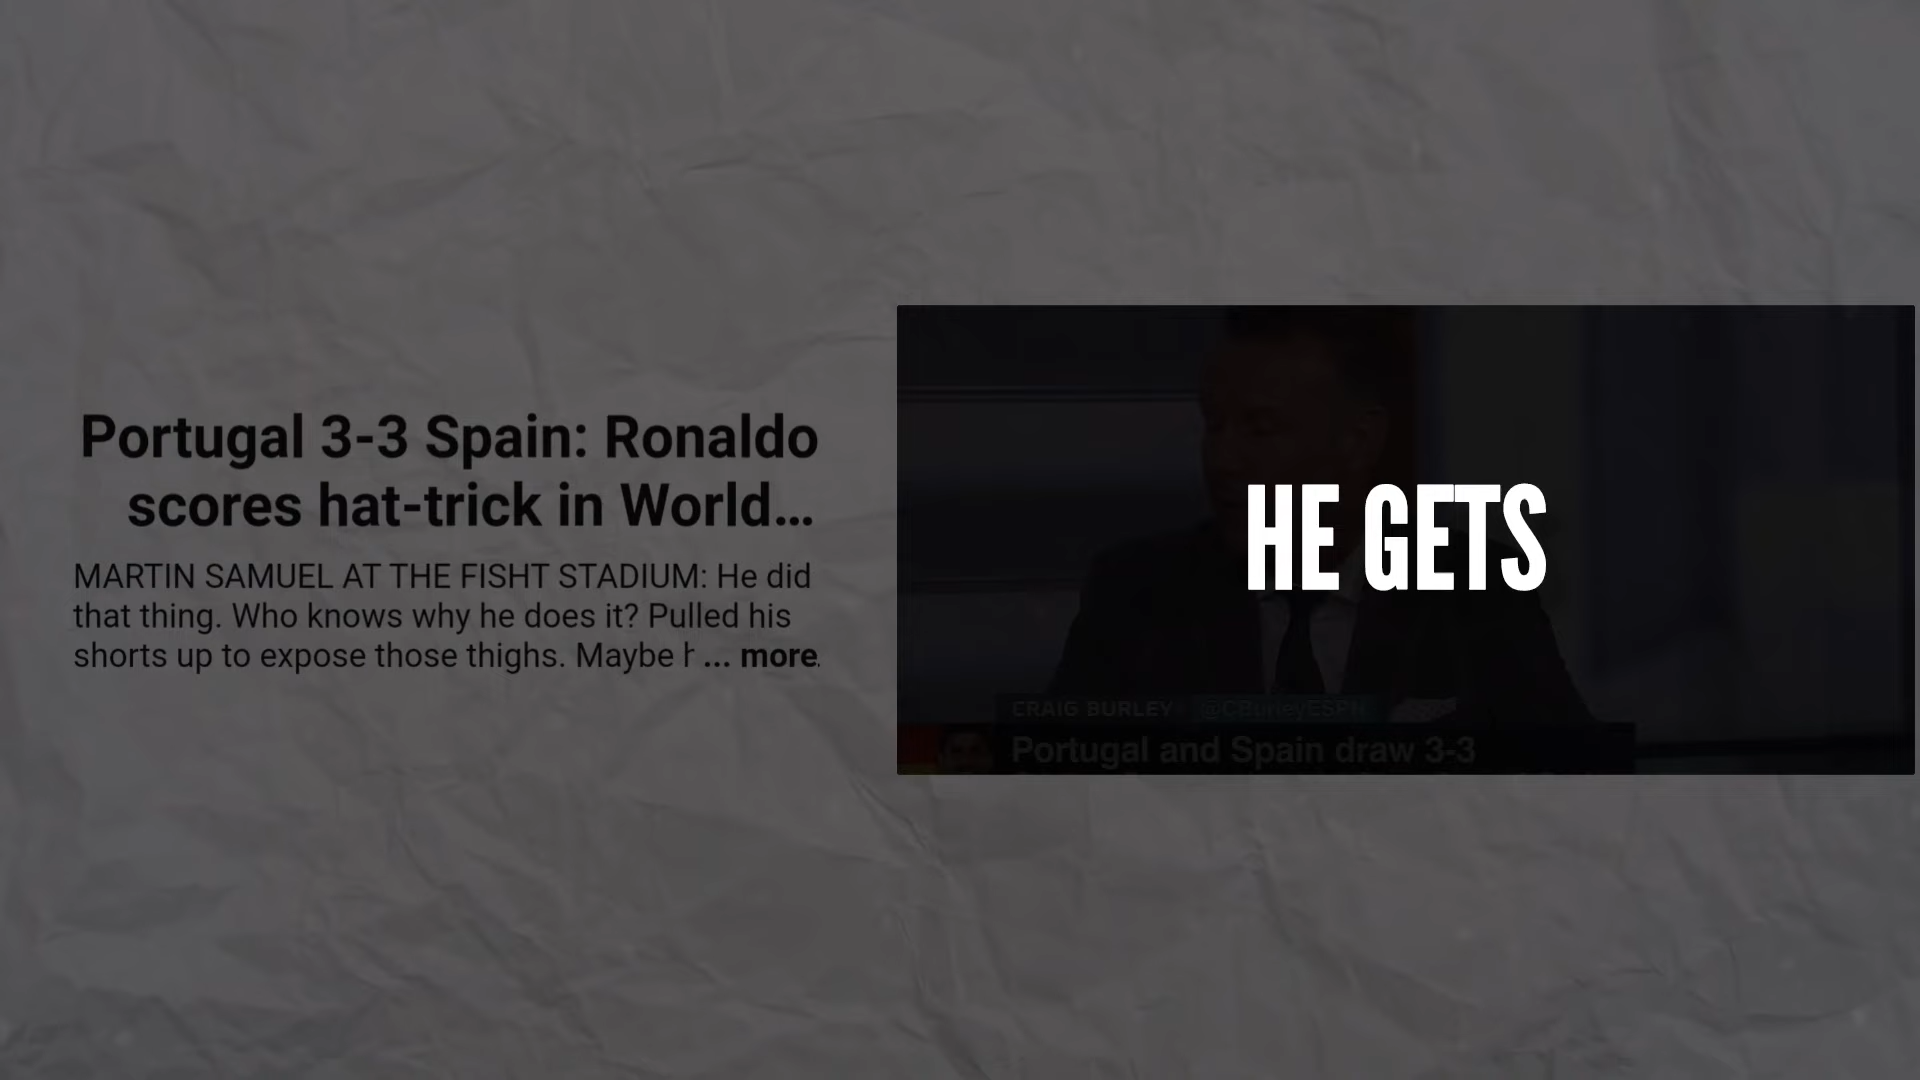 Portugal 3-3 Spain: Ronaldo
scores hat-trick in World...
MARTIN SAMUEL AT THE FISHT STADIUM: He did
that thing. Who knows why he does it? Pulled his
shorts up to expose those thighs. Maybe h ... more.
HE GETS
CRAIG BURLEY @CBurleyESPN
Portugal and Spain draw 3-3